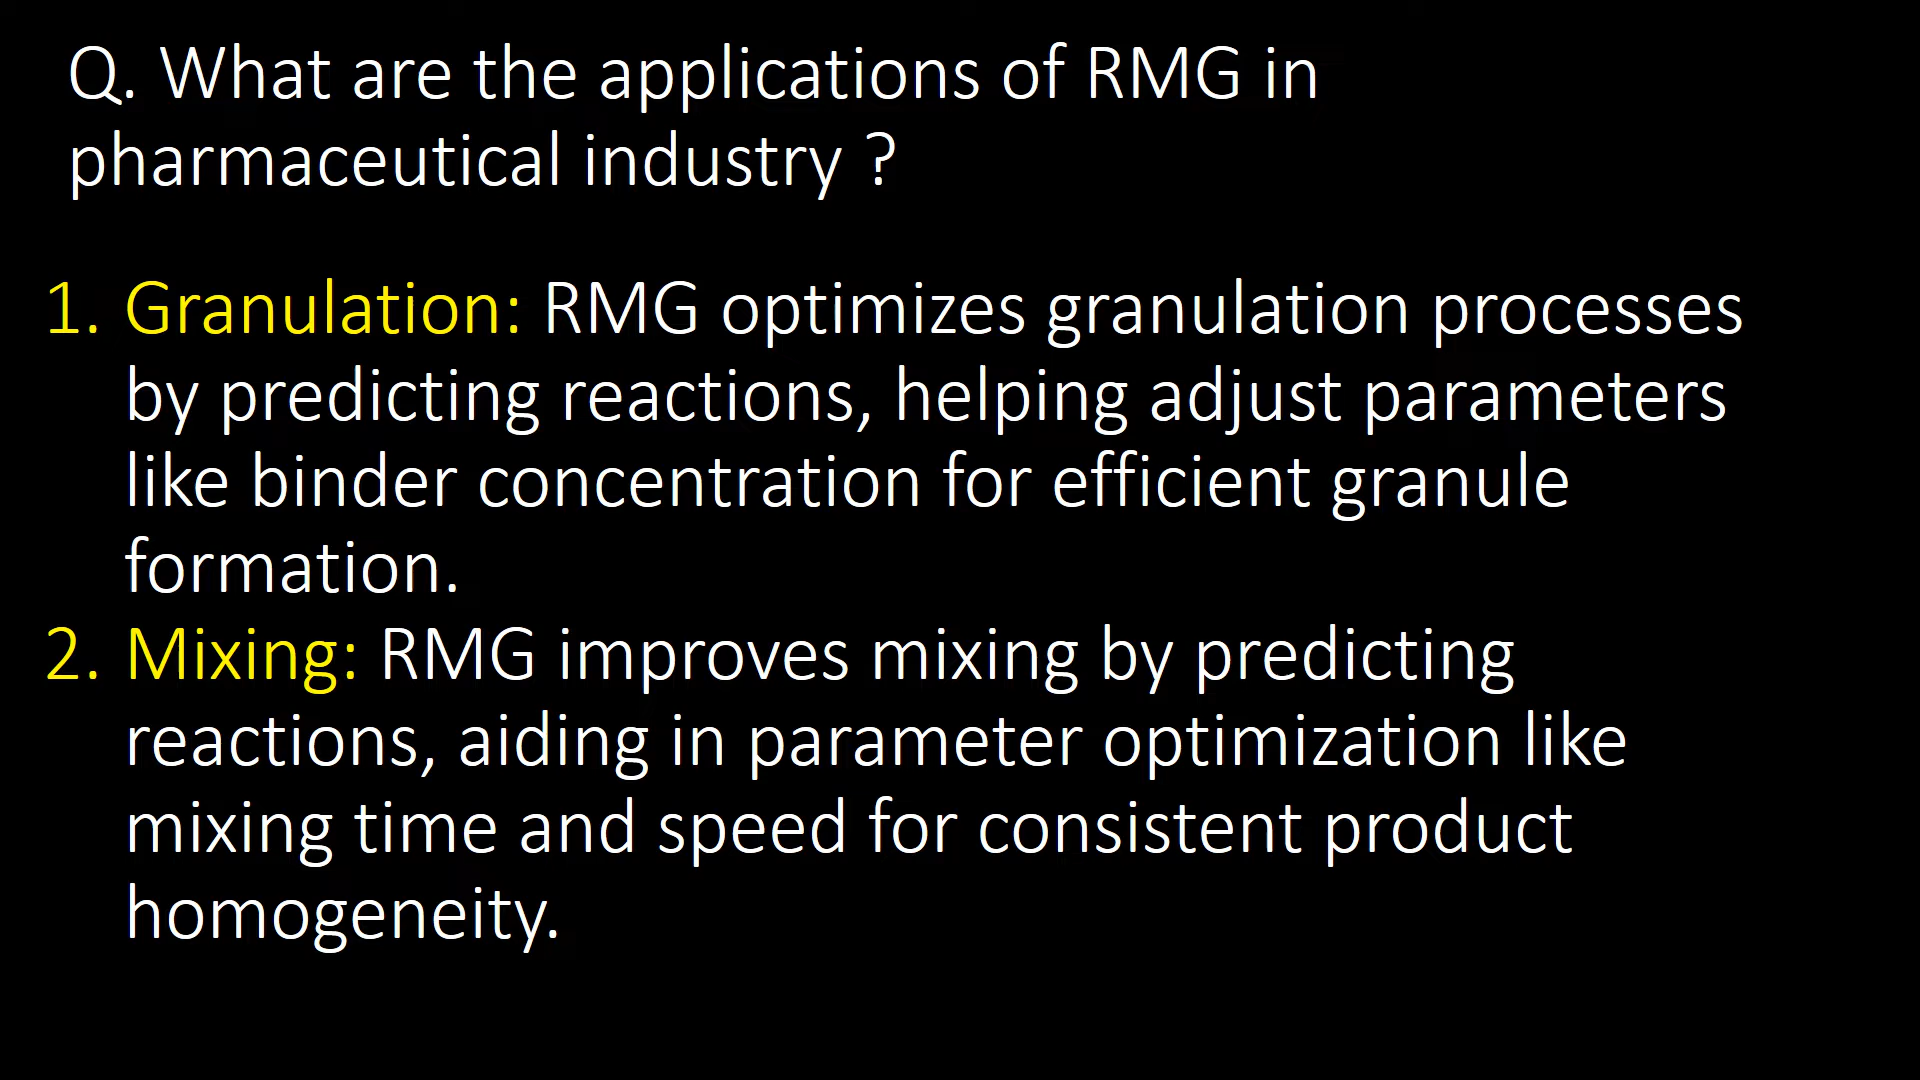 Q. What are the applications of RMG in
pharmaceutical industry ?
1. Granulation: RMG optimizes granulation processes
by predicting reactions, helping adjust parameters
like binder concentration for efficient granule
formation.
2. Mixing: RMG improves mixing by predicting
reactions, aiding in parameter optimization like
mixing time and speed for consistent product
homogeneity.